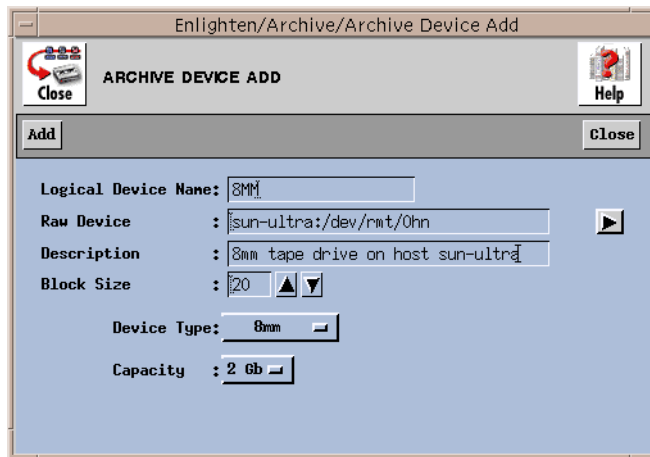 Enlighten/Archive/Archive Device Add
Close
ARCHIVE DEVICE ADD
Help
Add
Close
Logical Device Name: 8MM
Raw Device : sun-ultra:/dev/rmt/0hn
Description : 8mm tape drive on host sun-ultra
Block Size : 20
Device Type: 8mm
Capacity : 2 Gb